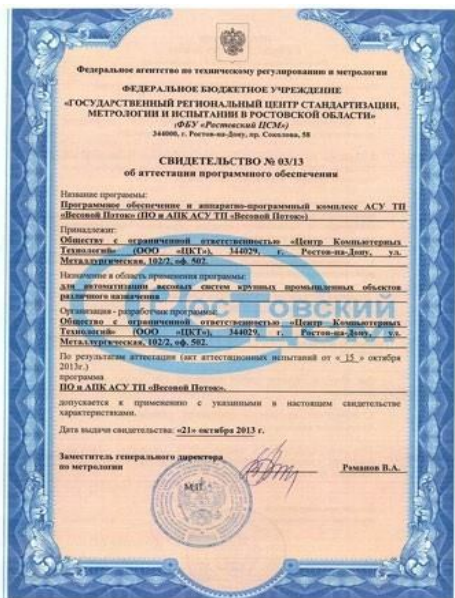 Федеральное агентство по техническому регулированию и метрологии
ФЕДЕРАЛЬНОЕ БЮДЖЕТНОЕ УЧРЕЖДЕНИЕ
«ГОСУДАРСТВЕННЫЙ РЕГИОНАЛЬНЫЙ ЦЕНТР СТАНДАРТИЗАЦИИ,
МЕТРОЛОГИИ И ИСПЫТАНИЙ В РОСТОВСКОЙ ОБЛАСТИ»
(ФБУ «Ростовский ЦСМ»)
344000, г. Ростов-на-Дону, пр. Соколова, 58
СВИДЕТЕЛЬСТВО № 03/13
об аттестации программного обеспечения
Название программы:
Программное обеспечение и аппаратно-программный комплекс АСУ ТП
«Весовой Поток» (ПО и АПК АСУ ТП «Весовой Поток»)
Принадлежит:
Обществу с ограниченной ответственностью «Центр Компьютерных
Технологий» (ООО «ЦКТ»), 344029, г. Ростов-на-Дону, ул.
Металлургическая, 102/2, оф. 502.
Назначение и область применения программы:
для автоматизации весовых систем крупных промышленных объектов
различного назначения
Организация - разработчик программы:
Общество с ограниченной ответственностью «Центр Компьютерных
Технологий» (ООО «ЦКТ»), 344029, г. Ростов-на-Дону, ул.
Металлургическая, 102/2, оф. 502.
По результатам аттестации (акт аттестационных испытаний от « 15 » октября
2013г.)
программа
ПО и АПК АСУ ТП «Весовой Поток».
допускается к применению с указанными в настоящем свидетельстве
характеристиками.
Дата выдачи свидетельства: «21» октября 2013 г.
Заместитель генерального директора
по метрологии
Романов В.А.
М.П.
Ростовский